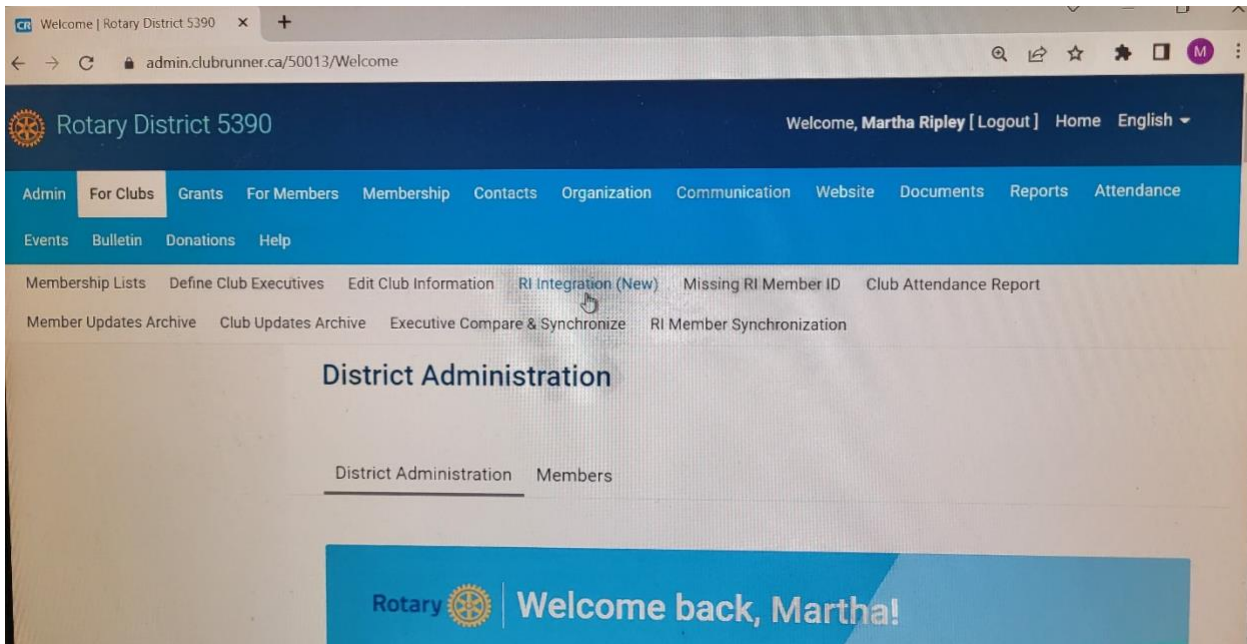 CR Welcome | Rotary District 5390
admin.clubrunner.ca/50013/Welcome M
Rotary District 5390 Welcome, Martha Ripley [ Logout ] Home English
Admin For Clubs Grants For Members Membership Contacts Organization Communication Website Documents Reports Attendance
Events Bulletin Donations Help
Membership Lists Define Club Executives Edit Club Information RI Integration (New) Missing RI Member ID Club Attendance Report
Member Updates Archive Club Updates Archive Executive Compare & Synchronize RI Member Synchronization
District Administration
District Administration Members
Rotary Welcome back, Martha!